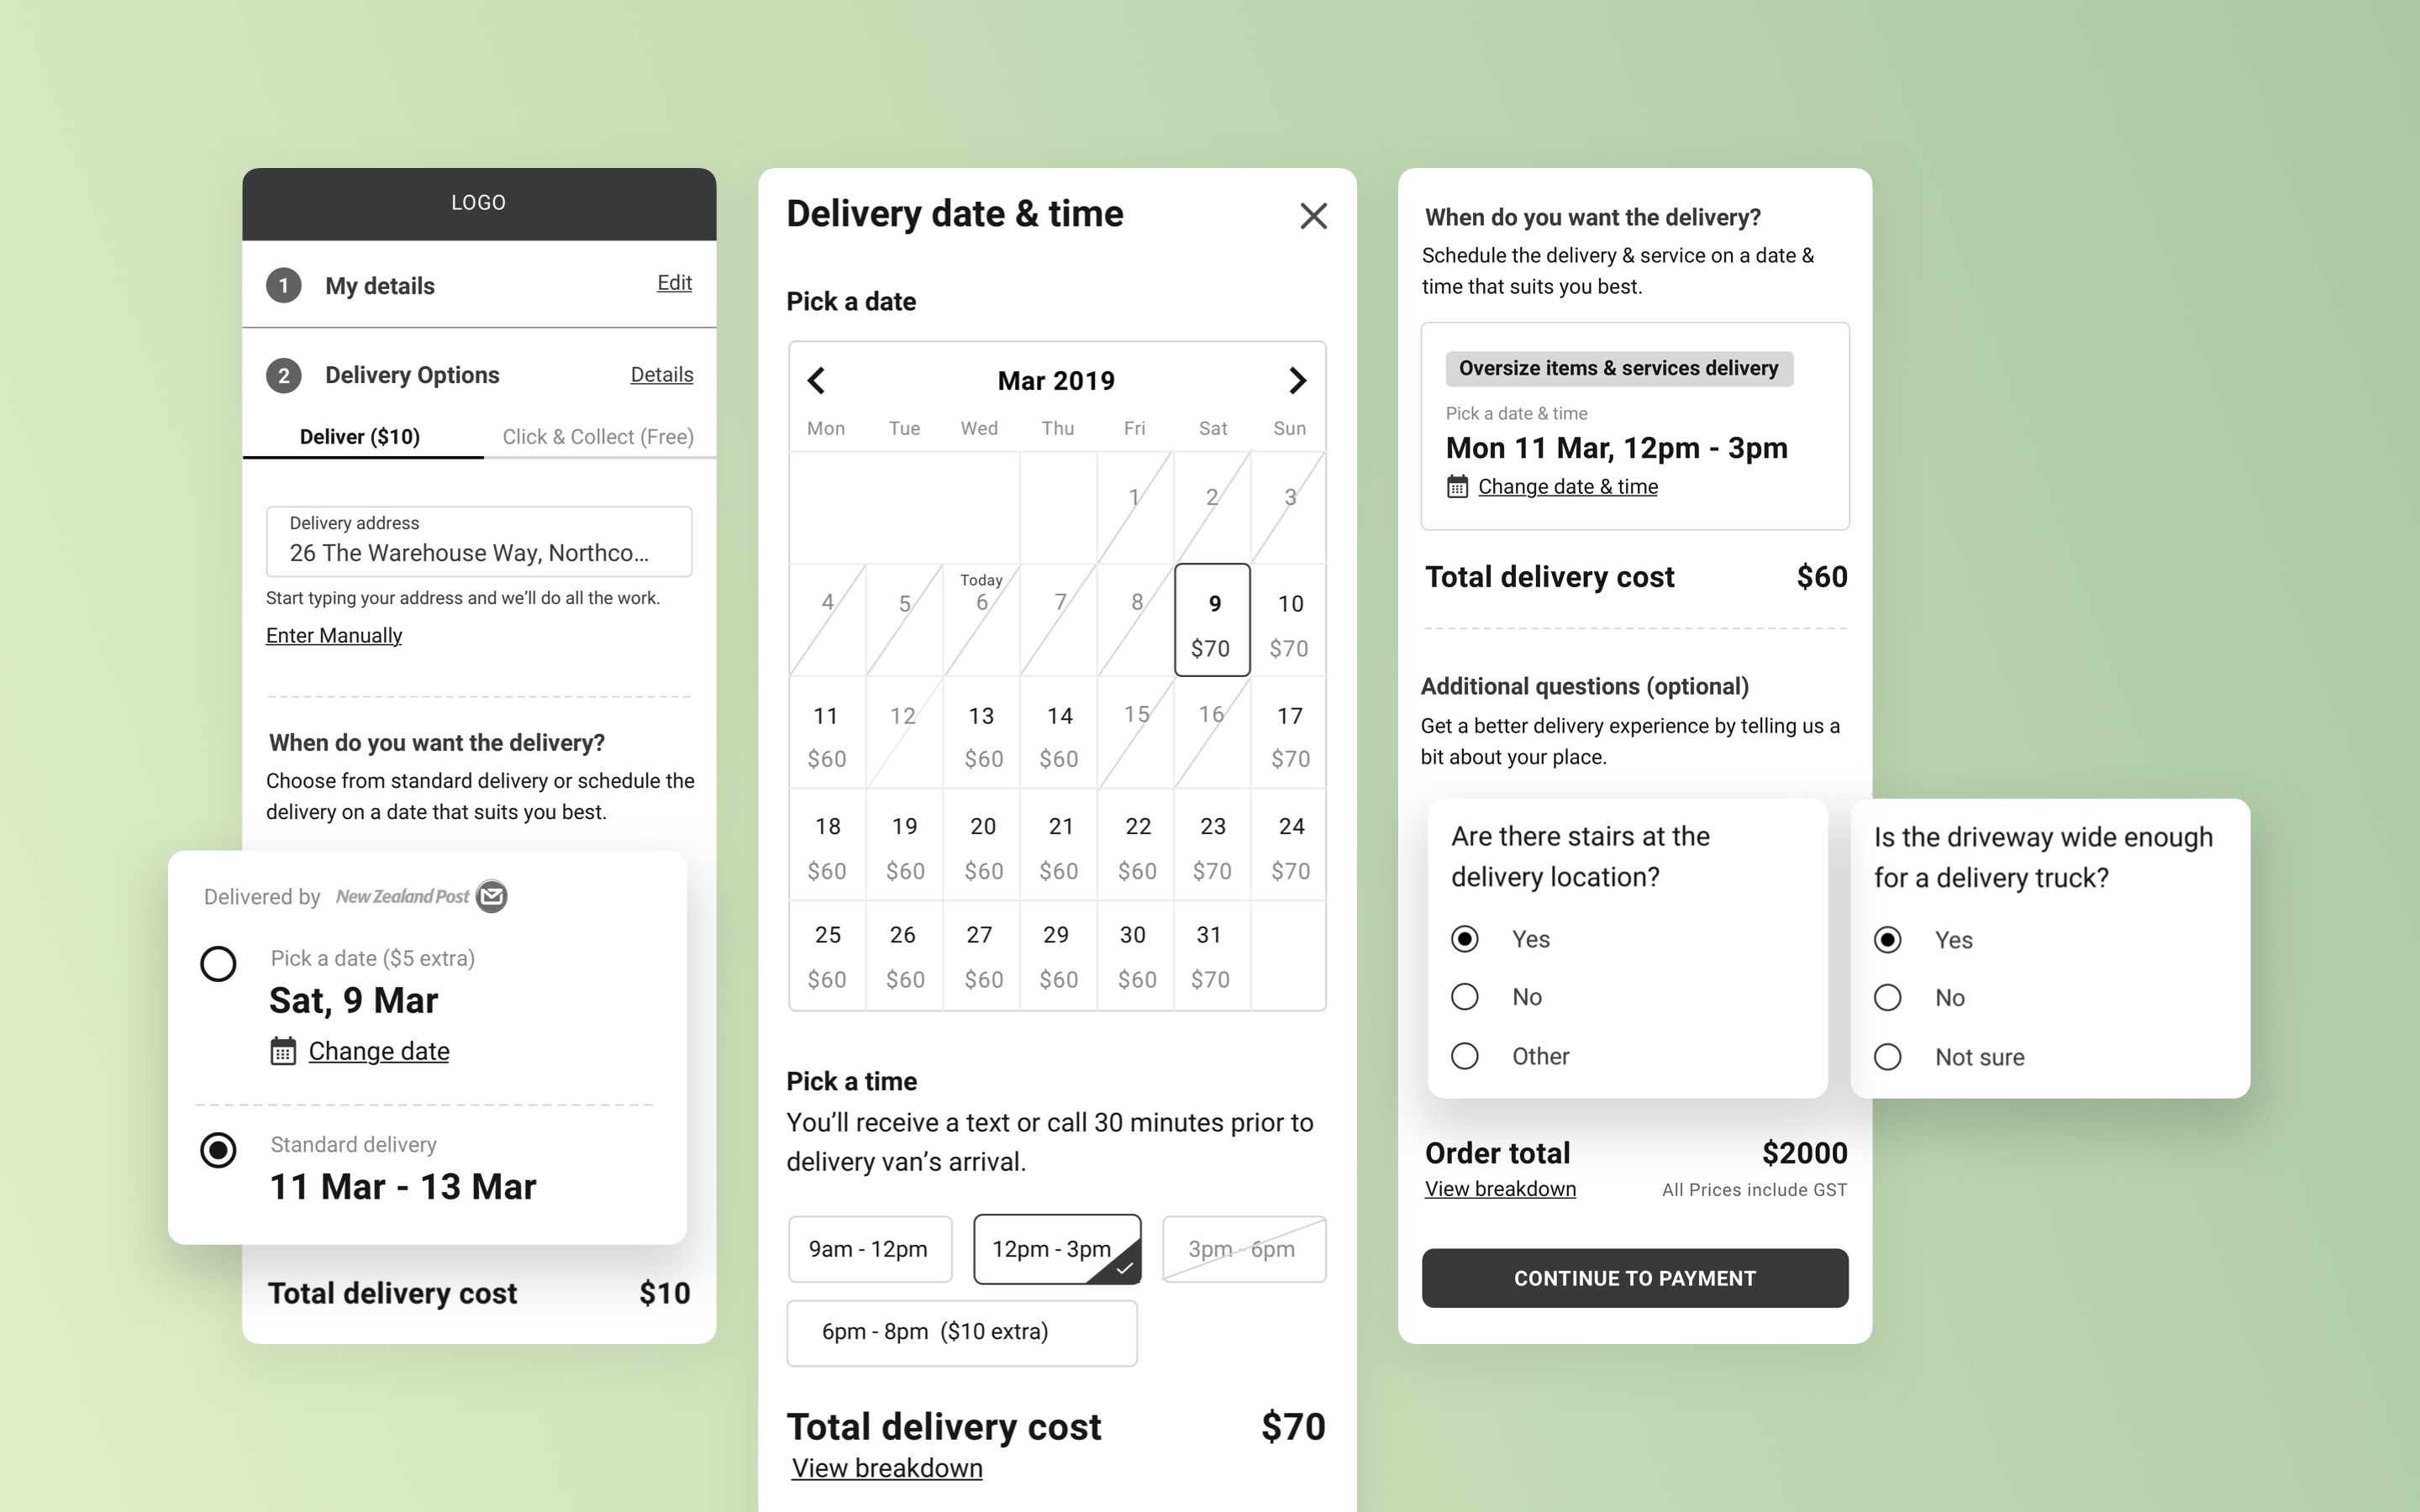 LOGO
1 My details Edit
2 Delivery Options Details
Deliver ($10) Click & Collect (Free)
Delivery address
26 The Warehouse Way, Northco...
Start typing your address and we'll do all the work.
Enter Manually
When do you want the delivery?
Choose from standard delivery or schedule the
delivery on a date that suits you best.
Delivered by New Zealand Post
Pick a date ($5 extra)
Sat, 9 Mar
Change date
Standard delivery
11 Mar - 13 Mar
Total delivery cost $10
Delivery date & time
Pick a date
Mar 2019
Mon Tue Wed Thu Fri Sat Sun
1 2 3
Today
4 5 6 7 8 9 10
$70 $70
11 12 13 14 15 16 17
$60 $60 $60 $70
18 19 20 21 22 23 24
$60 $60 $60 $60 $60 $70 $70
25 26 27 29 30 31
$60 $60 $60 $60 $60 $70
Pick a time
You'll receive a text or call 30 minutes prior to
delivery van's arrival.
9am - 12pm 12pm - 3pm 3pm - 6pm
6pm - 8pm ($10 extra)
Total delivery cost $70
View breakdown
When do you want the delivery?
Schedule the delivery & service on a date &
time that suits you best.
Oversize items & services delivery
Pick a date & time
Mon 11 Mar, 12pm - 3pm
Change date & time
Total delivery cost $60
Additional questions (optional)
Get a better delivery experience by telling us a
bit about your place.
Are there stairs at the
delivery location?
Yes
No
Other
Is the driveway wide enough
for a delivery truck?
Yes
No
Not sure
Order total $2000
View breakdown All Prices include GST
CONTINUE TO PAYMENT